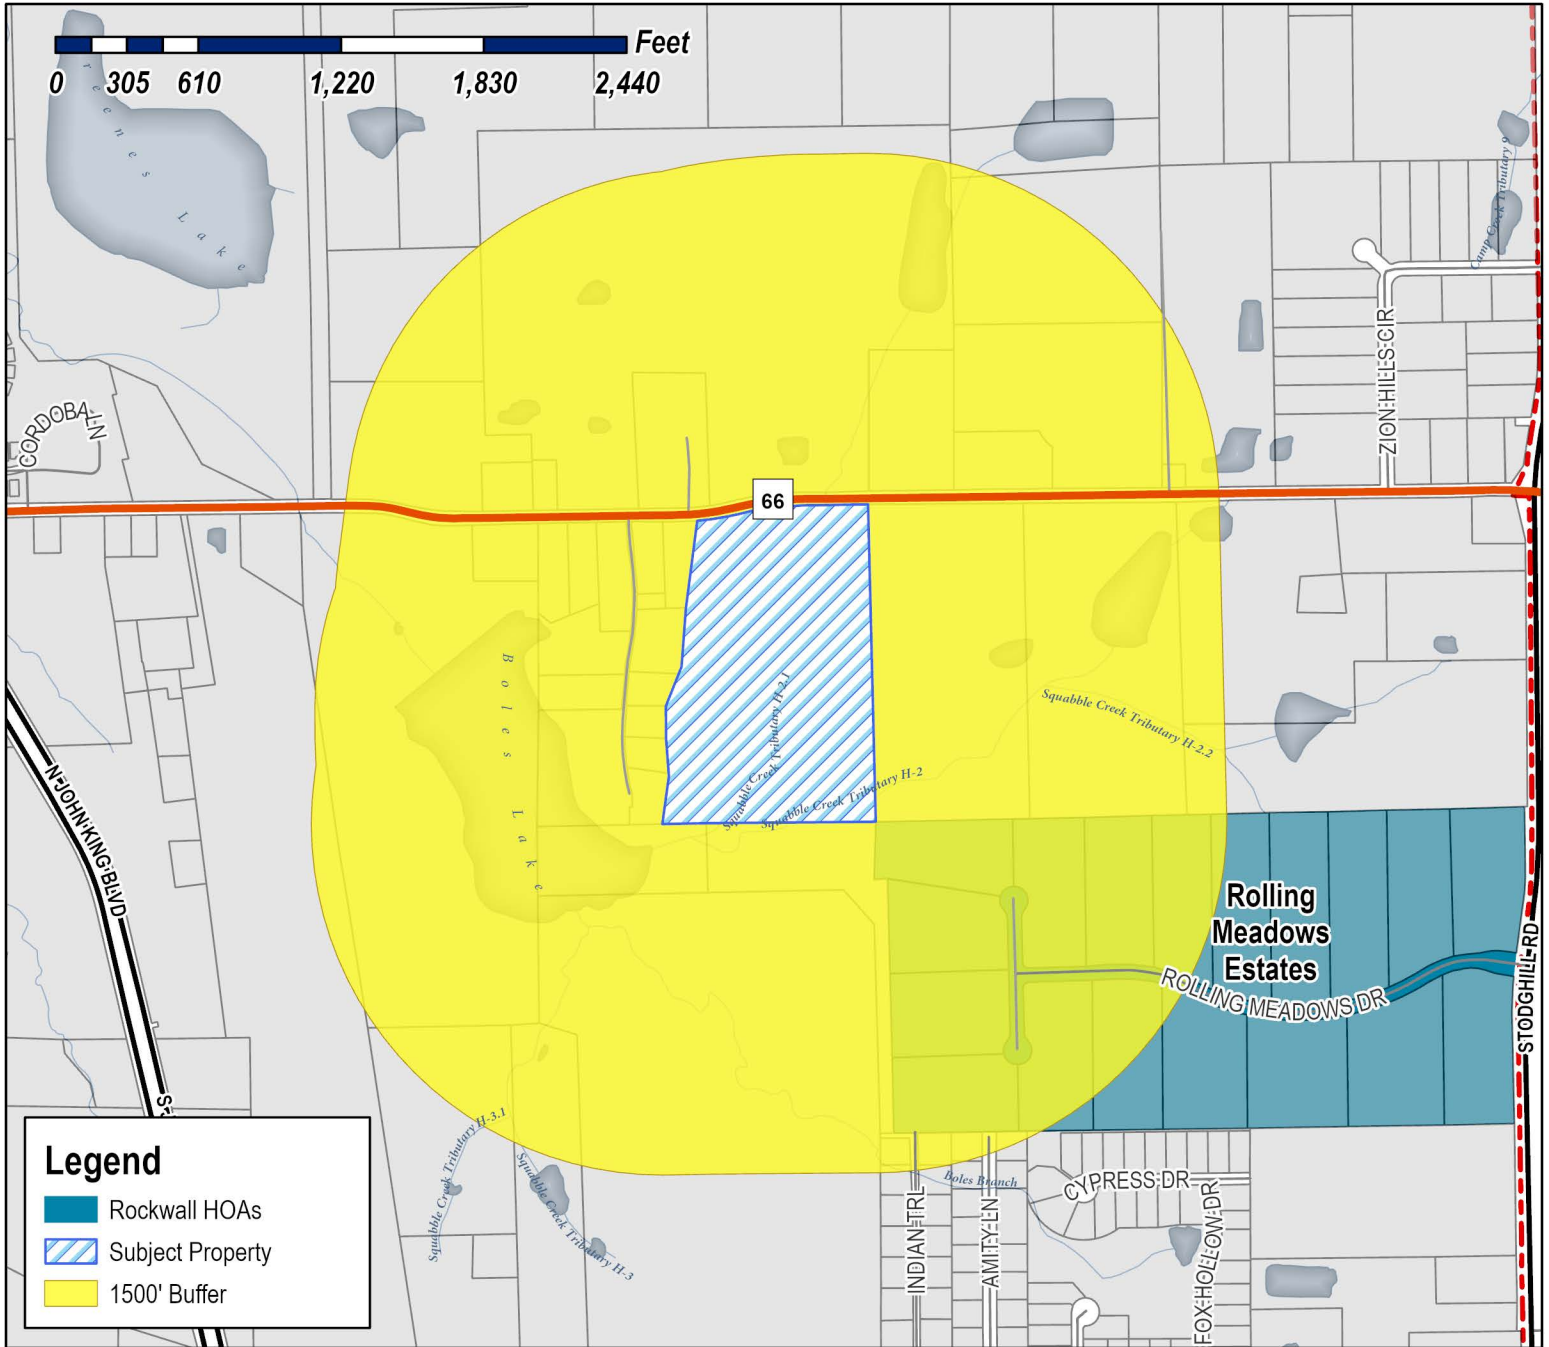 Feet
0 305 610 1,220 1,830 2,440
reenes Lake
Camp Creek Tributary 9
ZION HILLS CIR
CORDOBA LN
66
Boles Lake
Squabble Creek Tributary H-2.1
Squabble Creek Tributary H-2
Squabble Creek Tributary H-2.2
N JOHN KING BLVD
S
Rolling
Meadows
Estates
ROLLING MEADOWS DR
STODGHILL RD
Squabble Creek Tributary H-3.1
Squabble Creek Tributary H-3
Boles Branch
CYPRESS DR
INDIAN TRL
AMITY LN
FOX HOLLOW DR
Legend
Rockwall HOAs
Subject Property
1500' Buffer